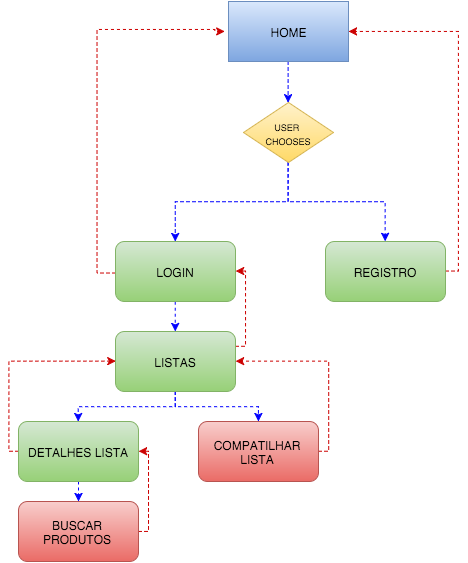 HOME
USER
CHOOSES
LOGIN
REGISTRO
LISTAS
DETALHES LISTA
COMPATILHAR
LISTA
BUSCAR
PRODUTOS